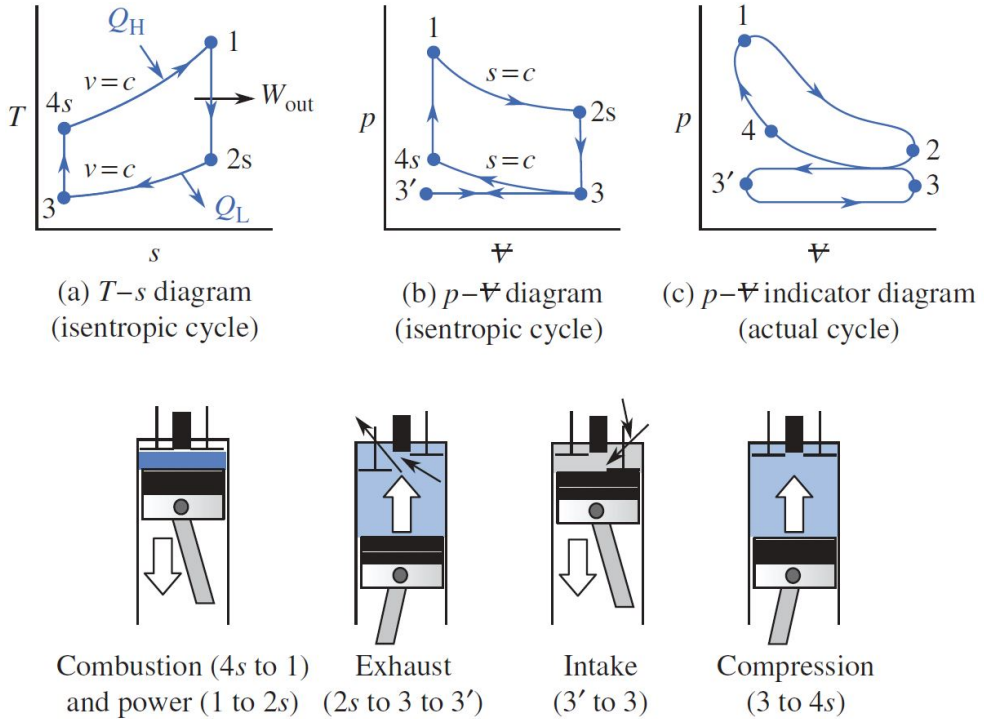 Q_H
1
v = c
4s
T
W_out
v = c
2s
3
Q_L
s
(a) T–s diagram
(isentropic cycle)
1
s = c
p
2s
4s
s = c
3′
3
V̶
(b) p–V̶ diagram
(isentropic cycle)
1
p
4
2
3′
3
V̶
(c) p–V̶ indicator diagram
(actual cycle)
Combustion (4s to 1)
and power (1 to 2s)
Exhaust
(2s to 3 to 3′)
Intake
(3′ to 3)
Compression
(3 to 4s)